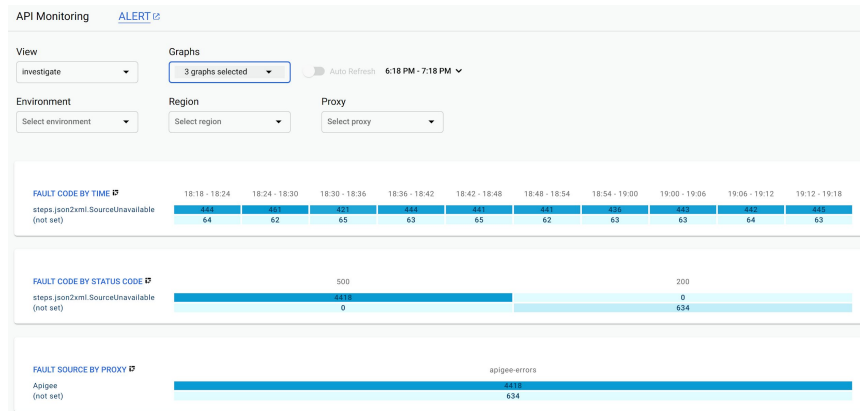 API Monitoring ALERT
View Graphs
investigate 3 graphs selected Auto Refresh 6:18 PM - 7:18 PM
Environment Region Proxy
Select environment Select region Select proxy
FAULT CODE BY TIME 18:18 - 18:24 18:24 - 18:30 18:30 - 18:36 18:36 - 18:42 18:42 - 18:48 18:48 - 18:54 18:54 - 19:00 19:00 - 19:06 19:06 - 19:12 19:12 - 19:18
steps.json2xml.SourceUnavailable 444 461 421 444 441 441 436 443 442 445
(not set) 64 62 65 63 65 62 63 63 64 63
FAULT CODE BY STATUS CODE 500 200
steps.json2xml.SourceUnavailable 4418 0
(not set) 0 634
FAULT SOURCE BY PROXY apigee-errors
Apigee 4418
(not set) 634